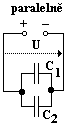 paralelně
+ −
U
C1
C2